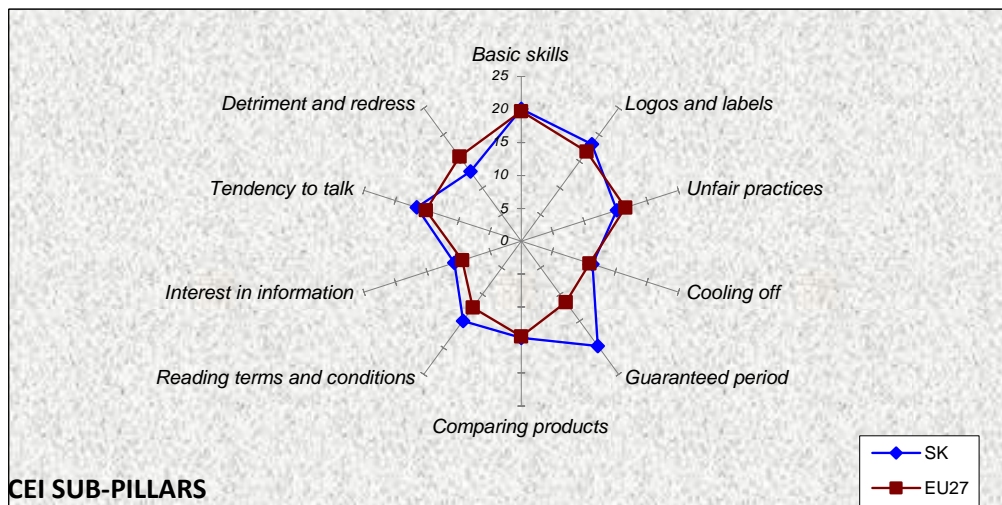 Basic skills
25
Detriment and redress
Logos and labels
20
15
Tendency to talk
10
Unfair practices
5
0
Interest in information
Cooling off
Reading terms and conditions
Guaranteed period
Comparing products
SK
CEI SUB-PILLARS
EU27